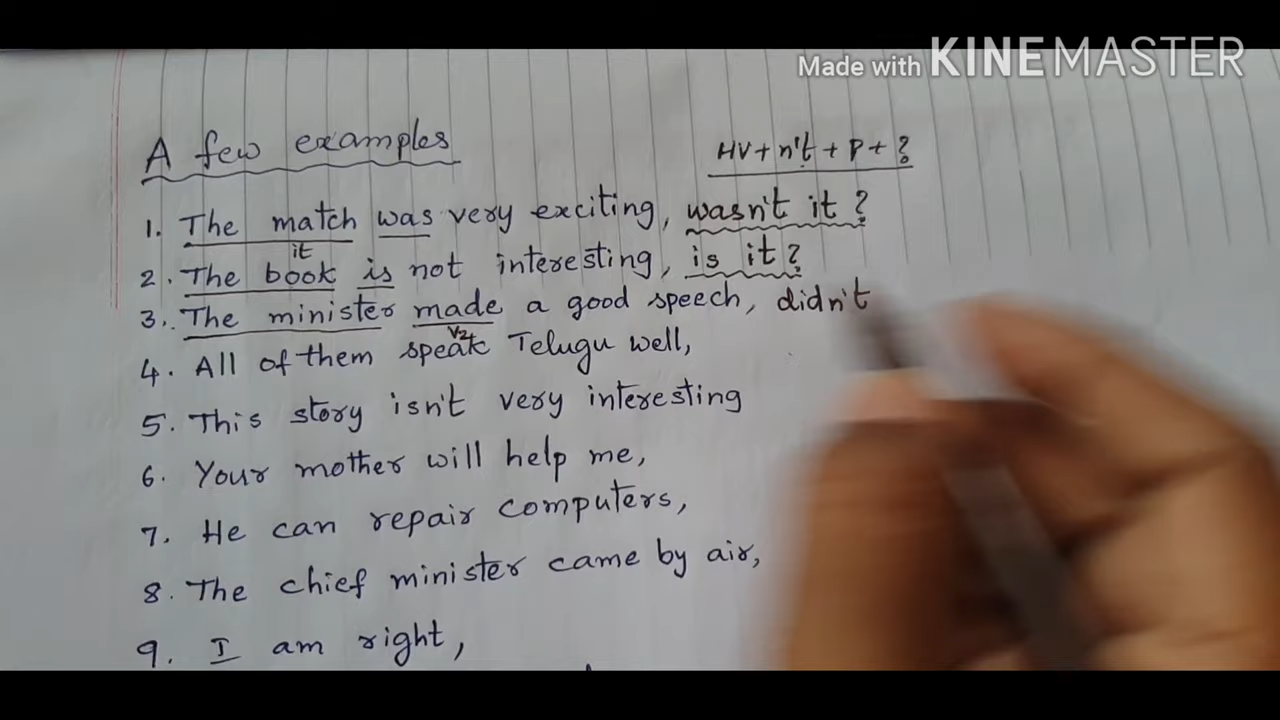 Made with KINEMASTER
A few examples
HV + n't + P + ?
1. The match was very exciting, wasn't it ?
it
2. The book is not interesting, is it ?
3. The minister made a good speech, didn't
V2
4. All of them speak Telugu well,
5. This story isn't very interesting
6. Your mother will help me,
7. He can repair computers,
8. The chief minister came by air,
9. I am right,